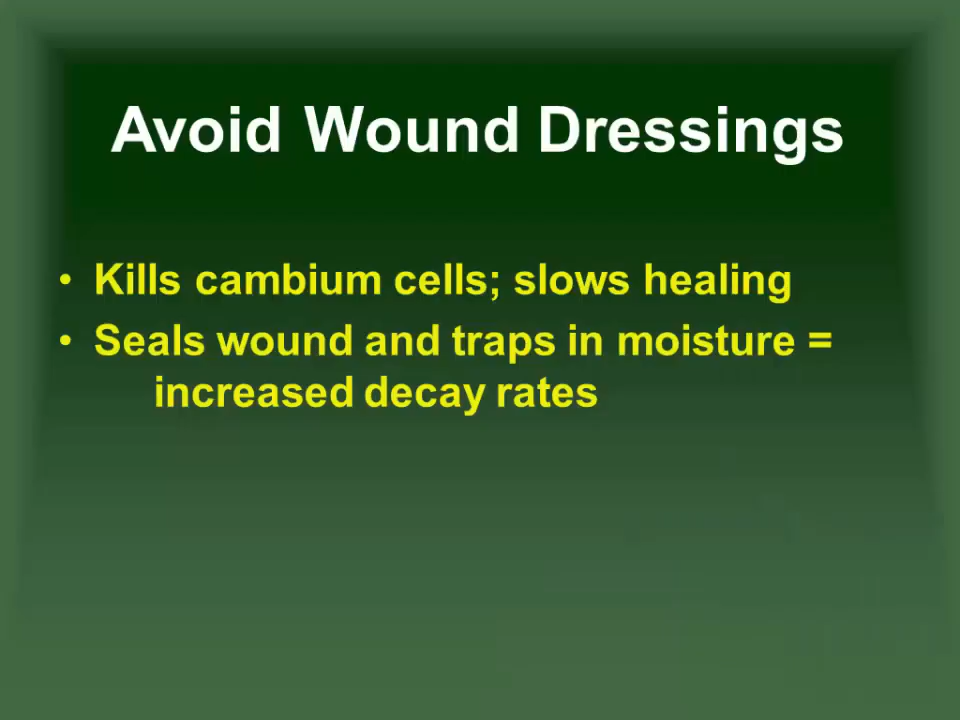 Avoid Wound Dressings
• Kills cambium cells; slows healing
• Seals wound and traps in moisture =
increased decay rates